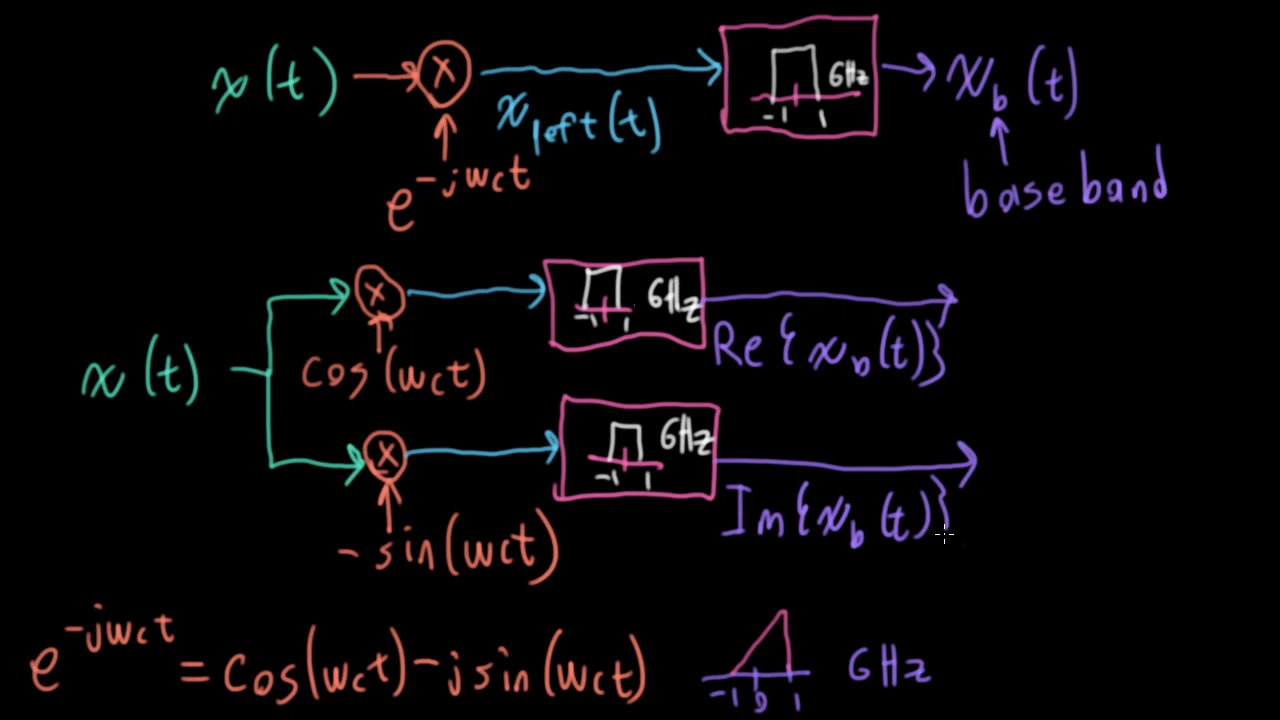 x(t)
x
x_left(t)
GHz
-1 1
x_b(t)
e^-jwct
baseband
x
GHz
-1 1
Re{x_b(t)}
x(t)
cos(wct)
x
GHz
-1 1
Im{x_b(t)}
-sin(wct)
e^-jwct = cos(wct) - jsin(wct)
-1 0 1
GHz